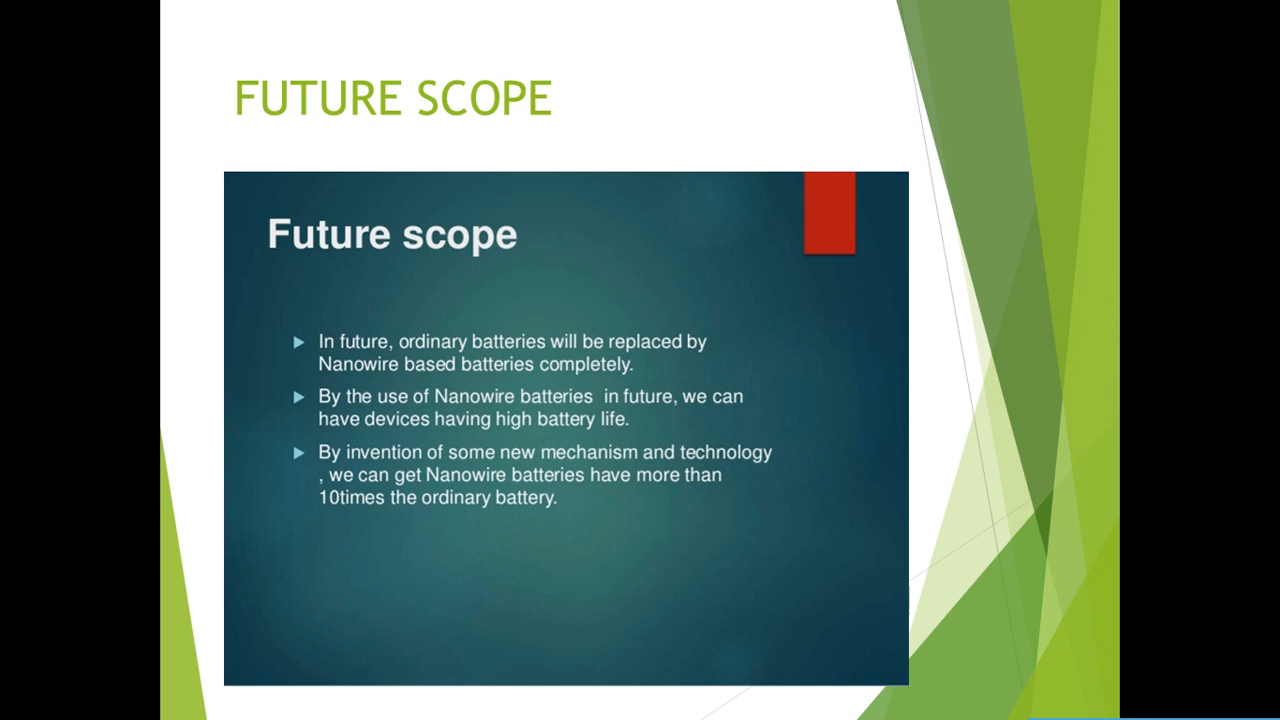 FUTURE SCOPE
Future scope
In future, ordinary batteries will be replaced by
Nanowire based batteries completely.
By the use of Nanowire batteries  in future, we can
have devices having high battery life.
By invention of some new mechanism and technology
, we can get Nanowire batteries have more than
10times the ordinary battery.